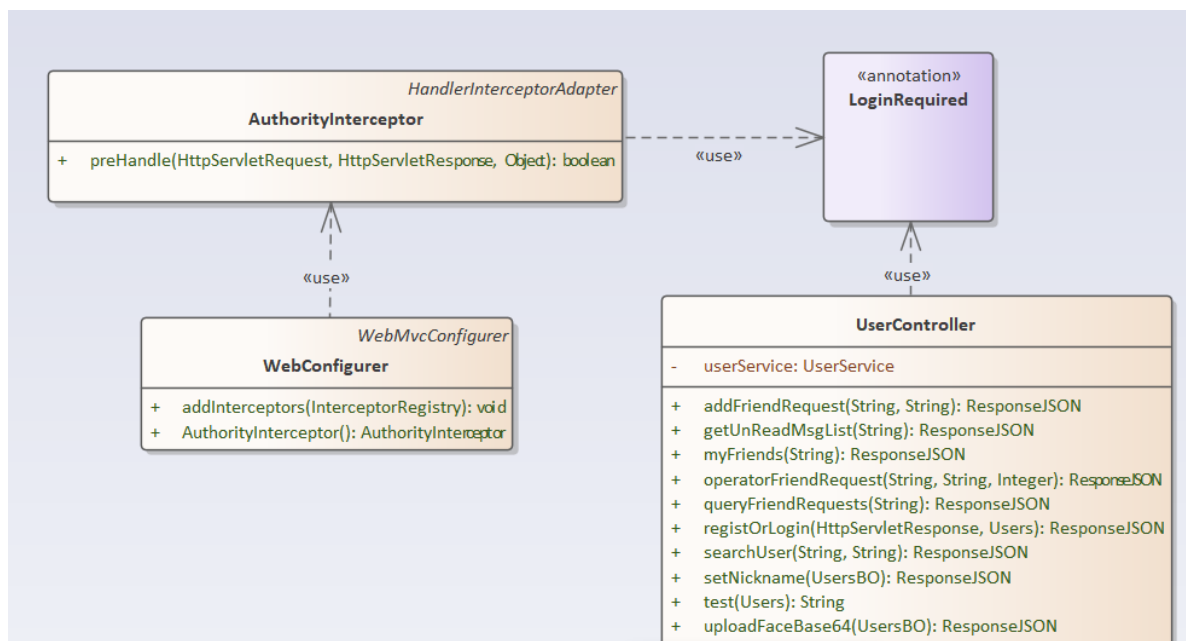 HandlerInterceptorAdapter
AuthorityInterceptor
+ preHandle(HttpServletRequest, HttpServletResponse, Object): boolean
«use»
«annotation»
LoginRequired
«use»
WebMvcConfigurer
WebConfigurer
+ addInterceptors(InterceptorRegistry): void
+ AuthorityInterceptor(): AuthorityInterceptor
«use»
UserController
- userService: UserService
+ addFriendRequest(String, String): ResponseJSON
+ getUnReadMsgList(String): ResponseJSON
+ myFriends(String): ResponseJSON
+ operatorFriendRequest(String, String, Integer): ResponseJSON
+ queryFriendRequests(String): ResponseJSON
+ registOrLogin(HttpServletResponse, Users): ResponseJSON
+ searchUser(String, String): ResponseJSON
+ setNickname(UsersBO): ResponseJSON
+ test(Users): String
+ uploadFaceBase64(UsersBO): ResponseJSON